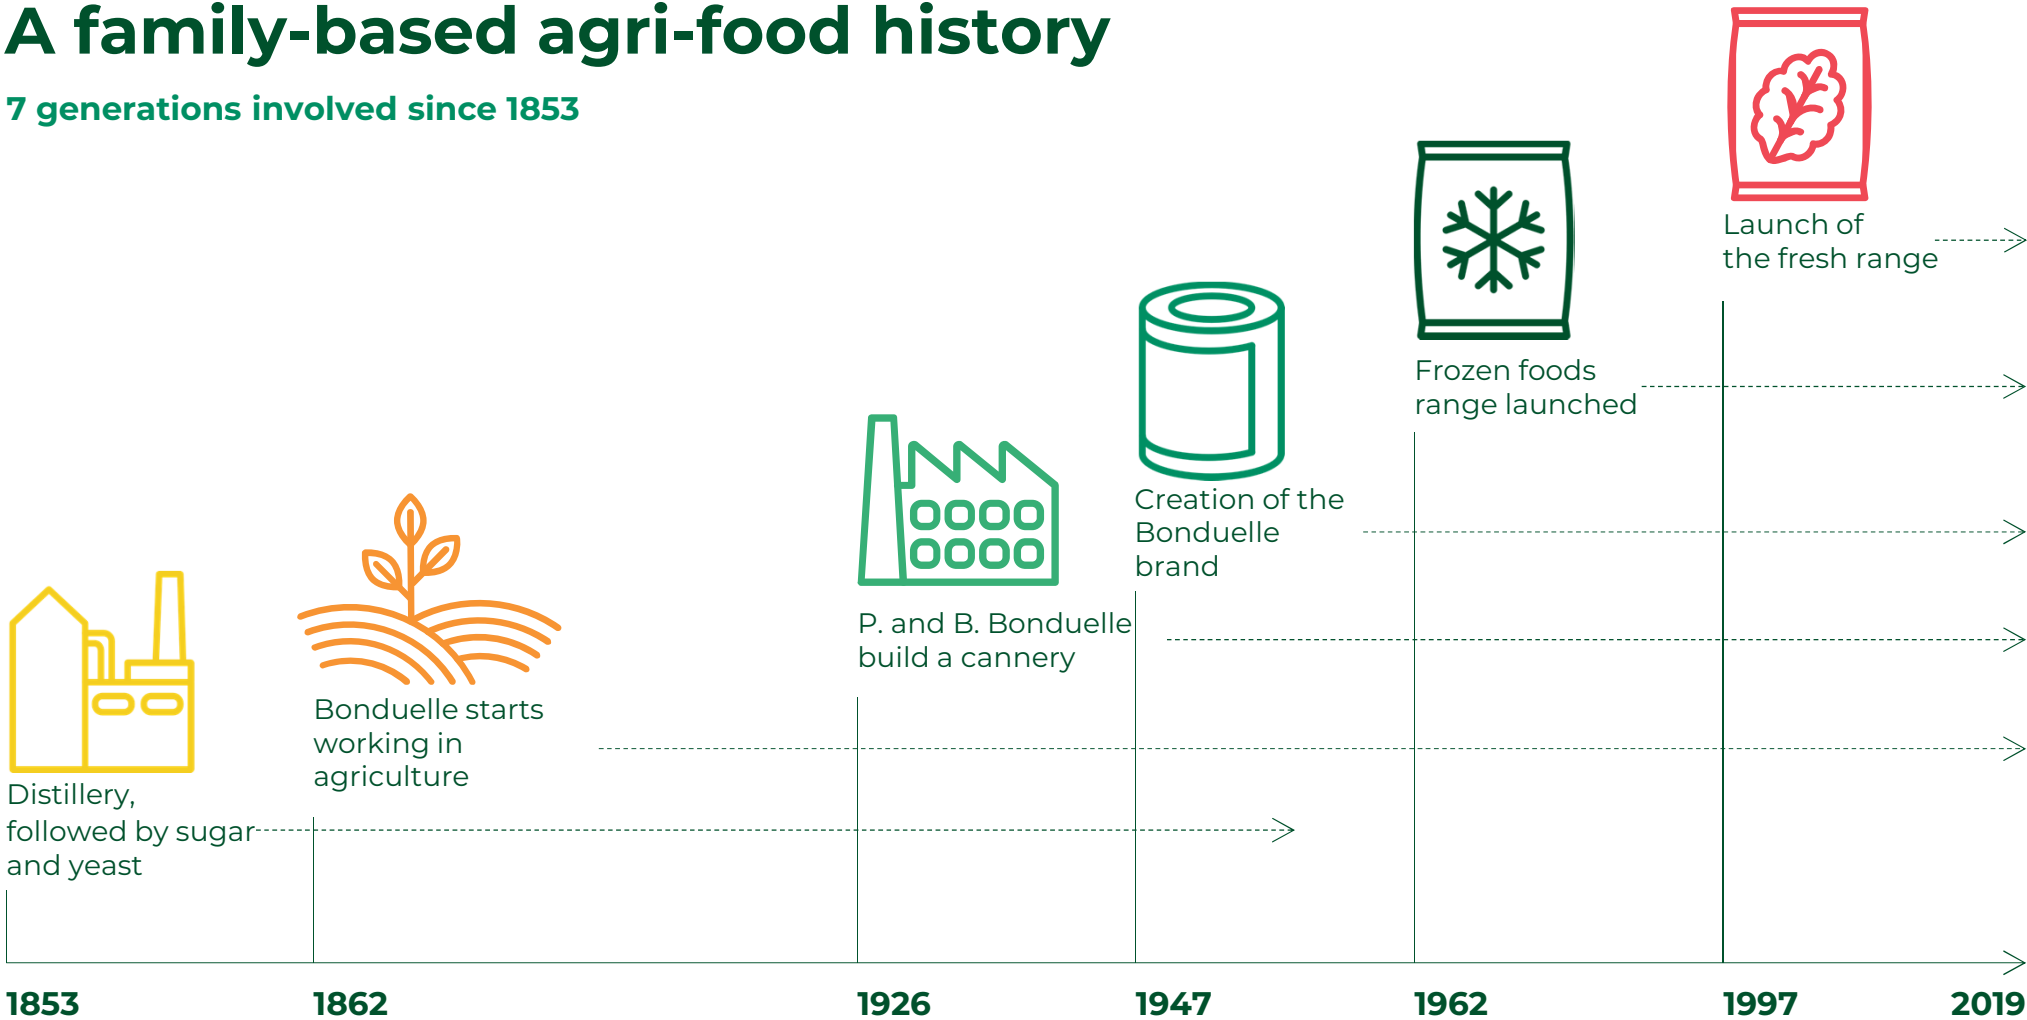 A family-based agri-food history
7 generations involved since 1853
Distillery,
followed by sugar
and yeast
Bonduelle starts
working in
agriculture
P. and B. Bonduelle
build a cannery
Creation of the
Bonduelle
brand
Frozen foods
range launched
Launch of
the fresh range
1853
1862
1926
1947
1962
1997
2019